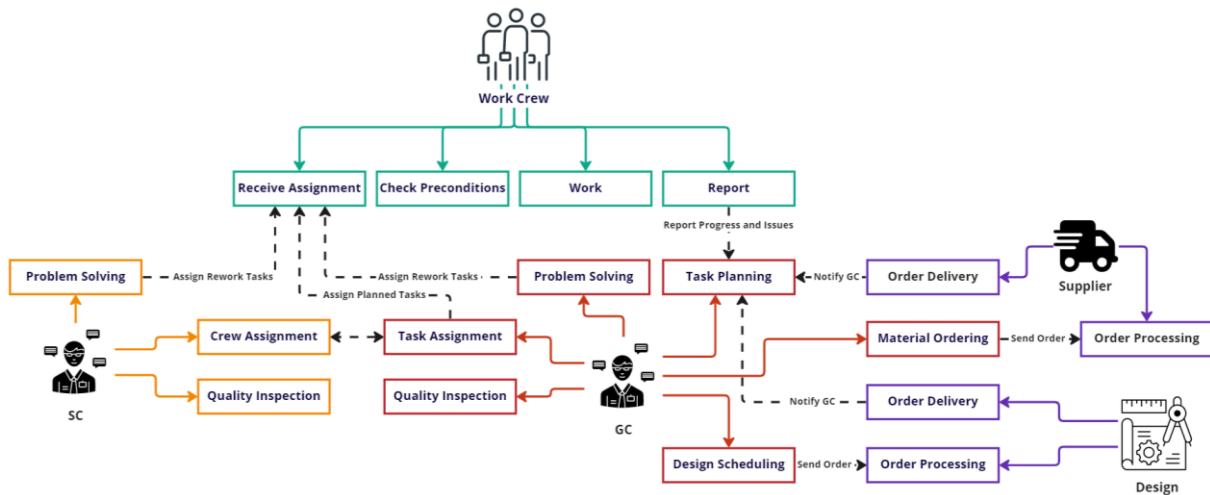 Work Crew
Receive Assignment
Check Preconditions
Work
Report
Report Progress and Issues
Problem Solving
Assign Rework Tasks
Assign Rework Tasks
Problem Solving
Task Planning
Notify GC
Order Delivery
Supplier
Assign Planned Tasks
Crew Assignment
Task Assignment
Material Ordering
Send Order
Order Processing
Quality Inspection
Quality Inspection
Notify GC
Order Delivery
SC
GC
Design Scheduling
Send Order
Order Processing
Design